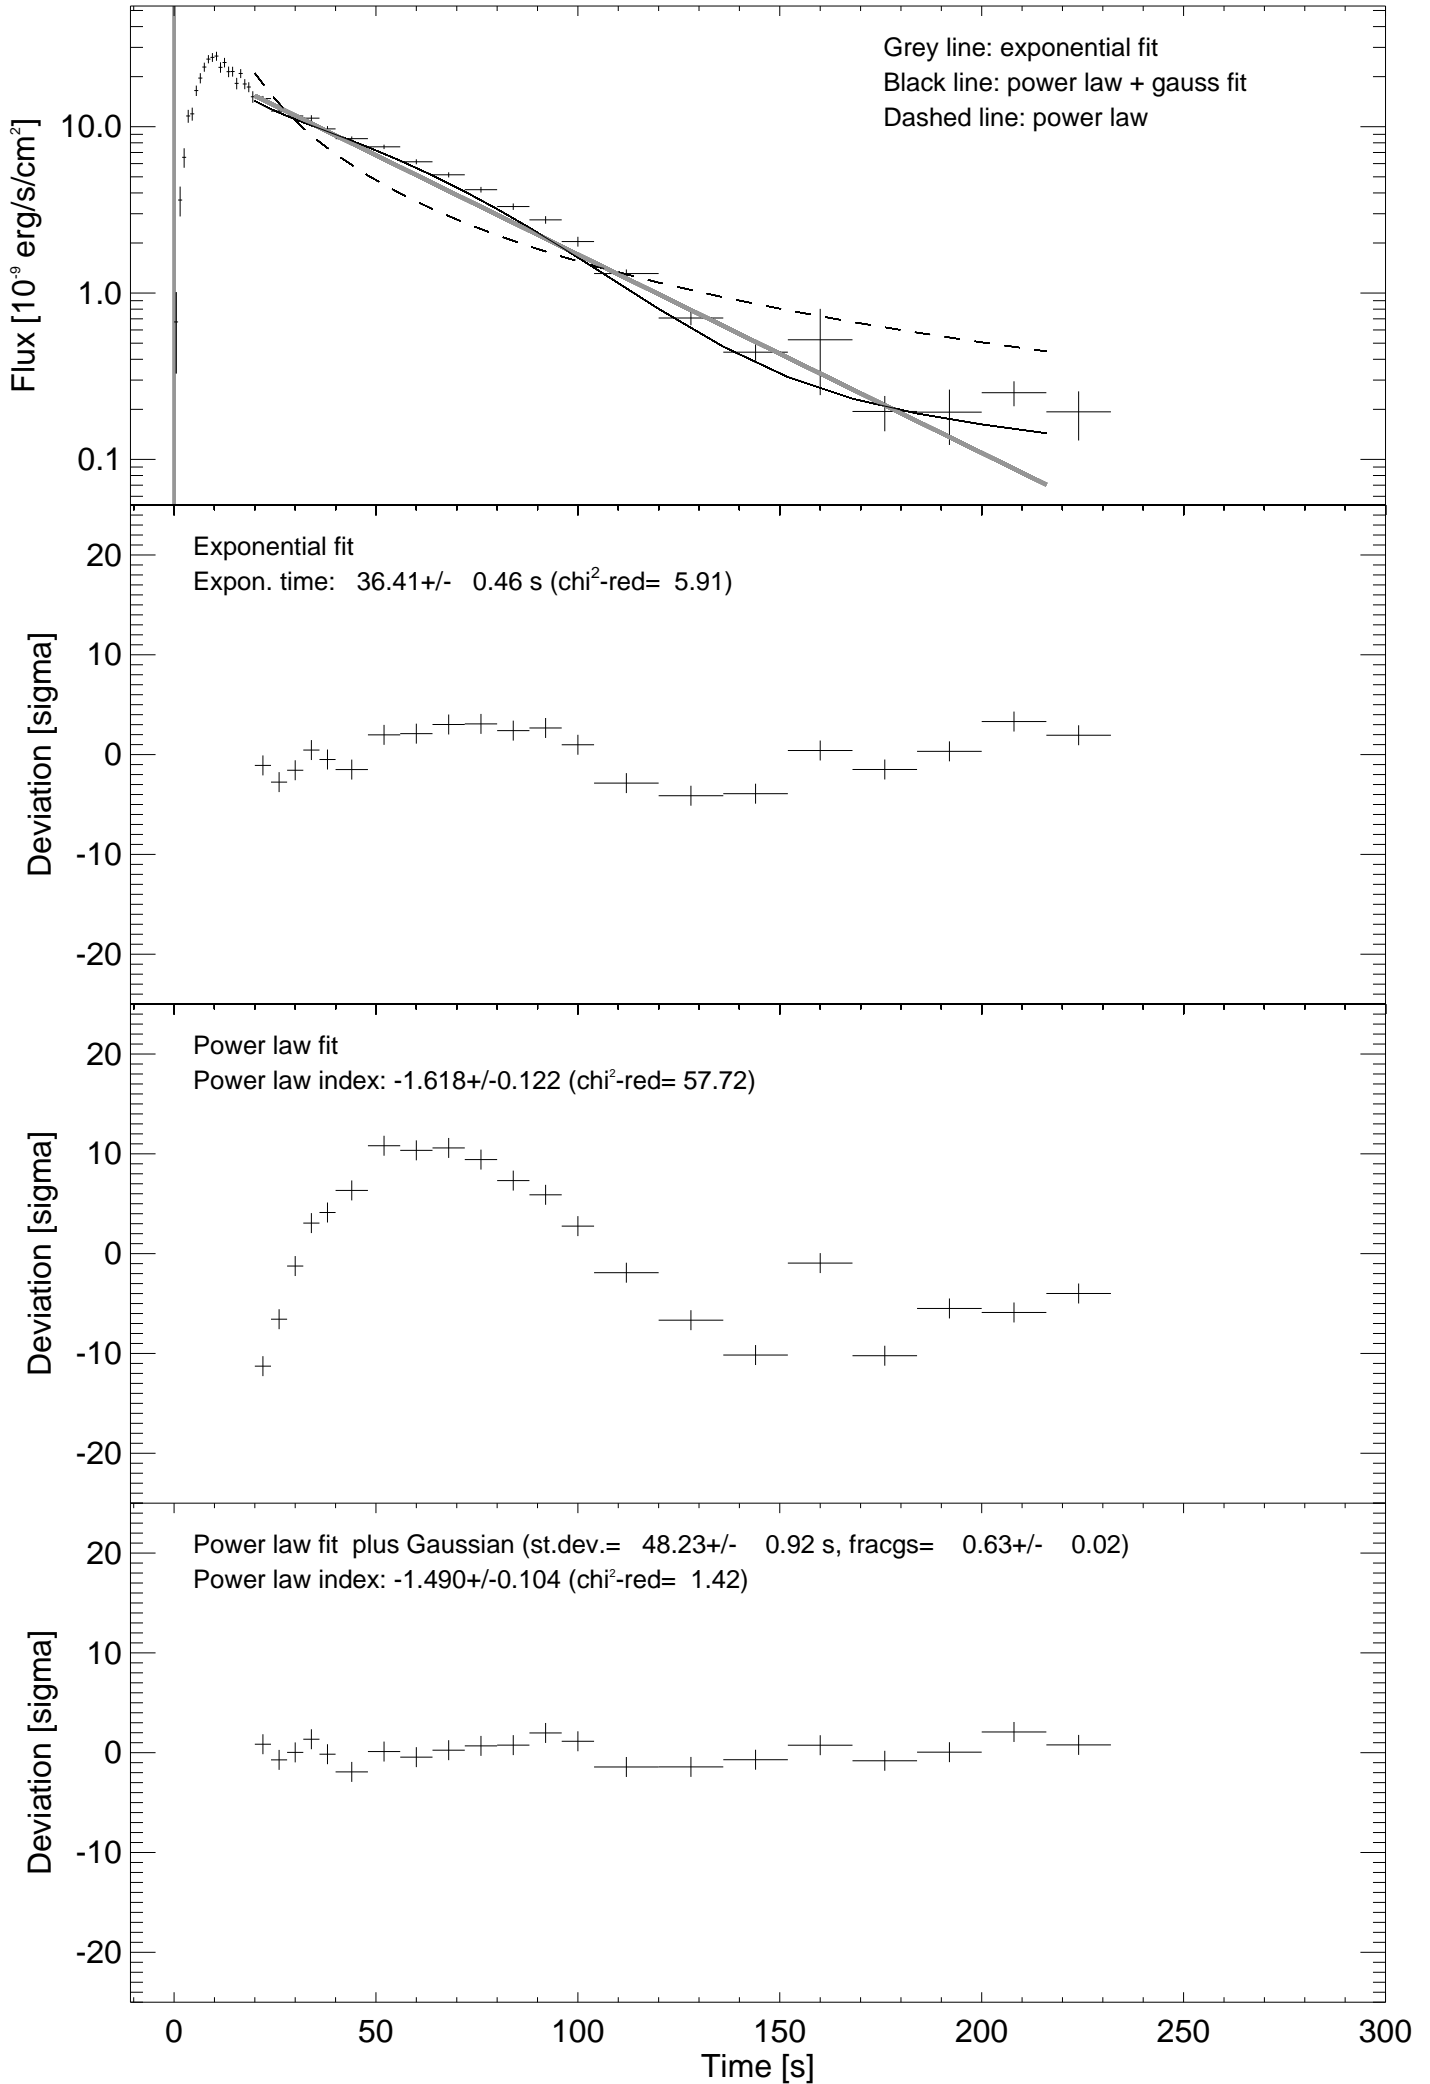 Grey line: exponential fit
Black line: power law + gauss fit
Dashed line: power law
Flux [10⁻⁹ erg/s/cm²]
10.0
1.0
0.1
Exponential fit
Expon. time: 36.41+/- 0.46 s (chi²-red= 5.91)
Deviation [sigma]
20
10
0
-10
-20
Power law fit
Power law index: -1.618+/-0.122 (chi²-red= 57.72)
Deviation [sigma]
20
10
0
-10
-20
Power law fit plus Gaussian (st.dev.= 48.23+/- 0.92 s, fracgs= 0.63+/- 0.02)
Power law index: -1.490+/-0.104 (chi²-red= 1.42)
Deviation [sigma]
20
10
0
-10
-20
0 50 100 150 200 250 300
Time [s]